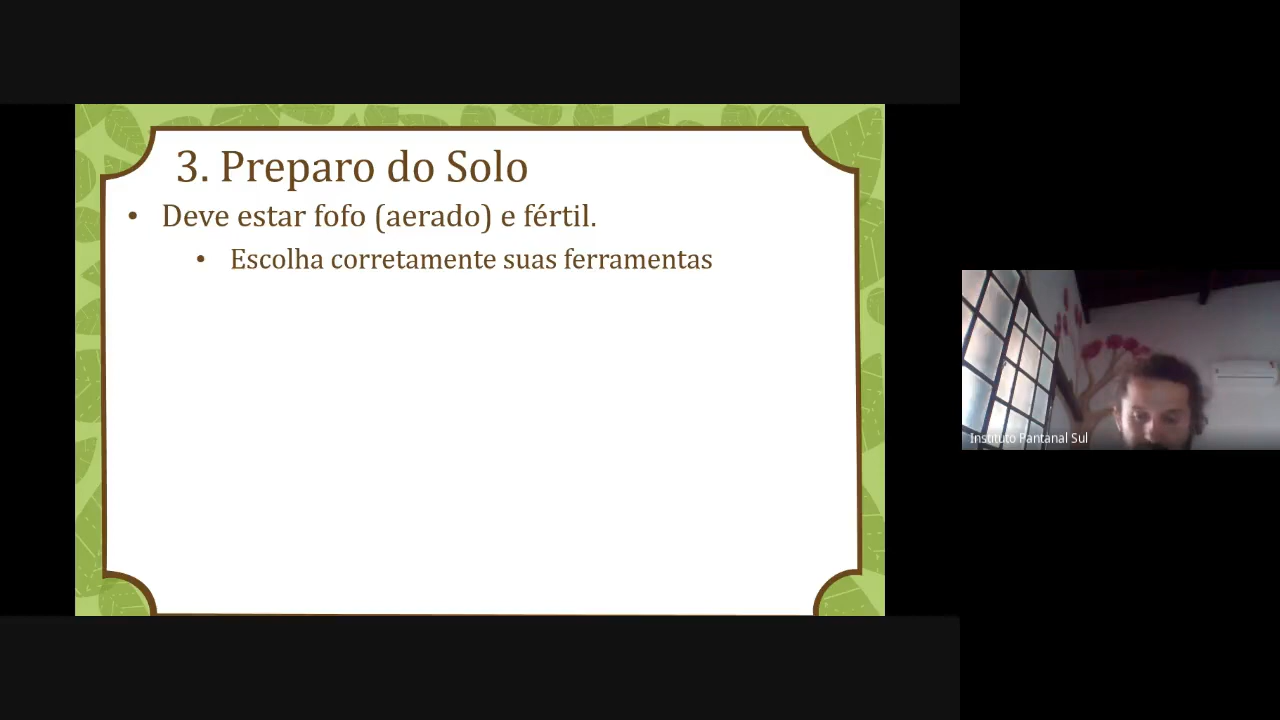 3. Preparo do Solo
• Deve estar fofo (aerado) e fértil.
• Escolha corretamente suas ferramentas
Instituto Pantanal Sul